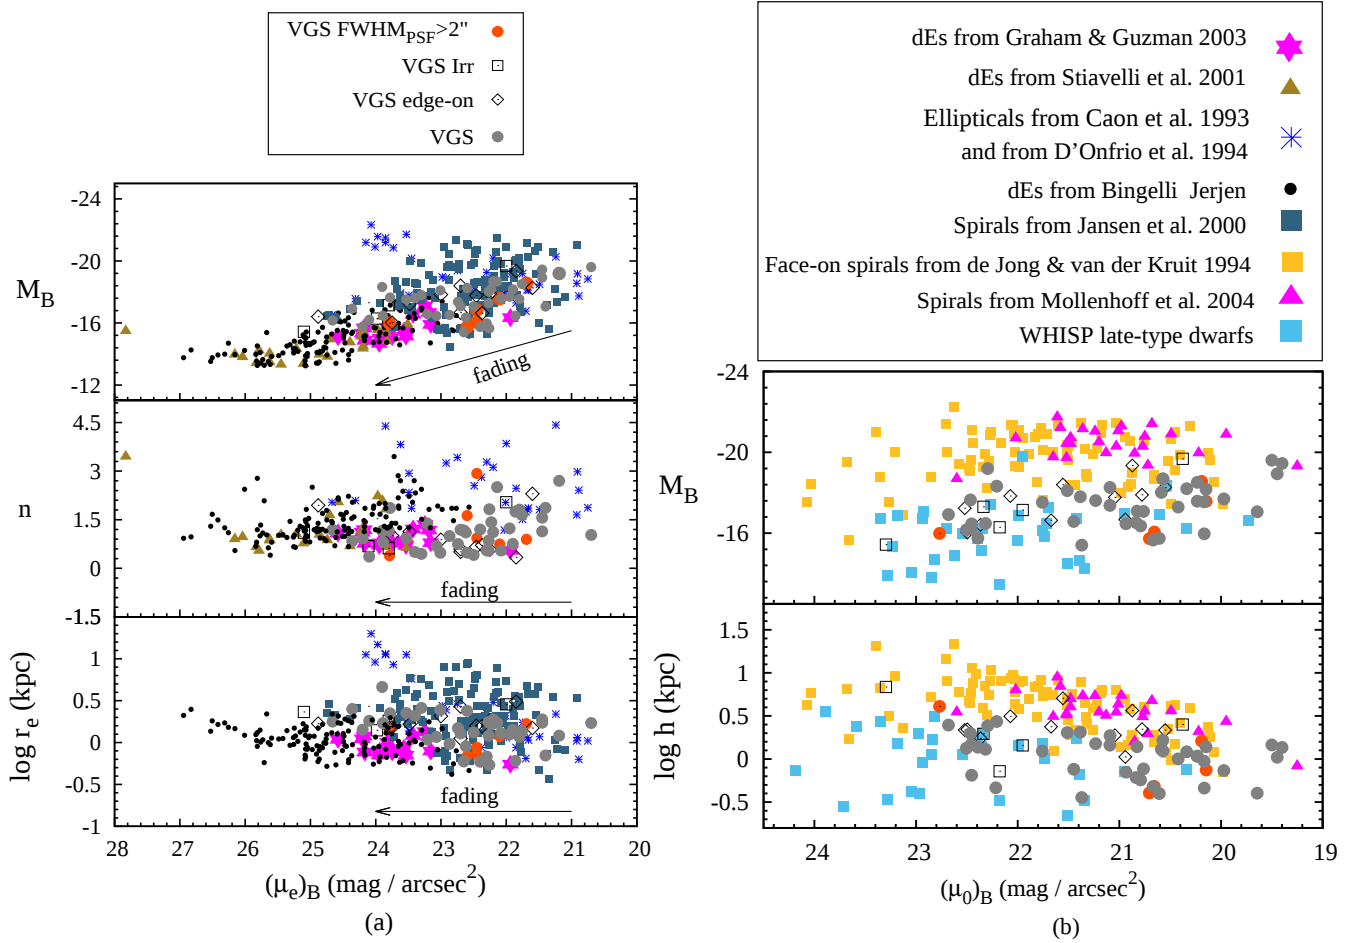 VGS FWHM_PSF>2"
VGS Irr
VGS edge-on
VGS
dEs from Graham & Guzman 2003
dEs from Stiavelli et al. 2001
Ellipticals from Caon et al. 1993
and from D'Onfrio et al. 1994
dEs from Bingelli Jerjen
Spirals from Jansen et al. 2000
Face-on spirals from de Jong & van der Kruit 1994
Spirals from Mollenhoff et al. 2004
WHISP late-type dwarfs
-24
-20
-16
-12
M_B
fading
4.5
3
1.5
0
-1.5
n
fading
1
0.5
0
-0.5
-1
log r_e (kpc)
fading
28 27 26 25 24 23 22 21 20
(μ_e)_B (mag / arcsec^2)
(a)
-24
-20
-16
M_B
1.5
1
0.5
0
-0.5
log h (kpc)
24 23 22 21 20 19
(μ_0)_B (mag / arcsec^2)
(b)